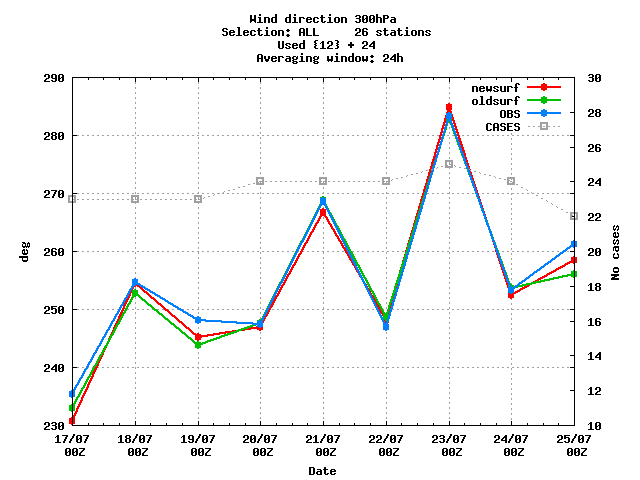 Wind direction 300hPa
Selection: ALL 26 stations
Used {12} + 24
Averaging window: 24h
290 30
newsurf
oldsurf
OBS
CASES
28
280
26
270 24
22
deg
No cases
260 20
18
250
16
240 14
12
230 10
17/07 18/07 19/07 20/07 21/07 22/07 23/07 24/07 25/07
00Z 00Z 00Z 00Z 00Z 00Z 00Z 00Z 00Z
Date